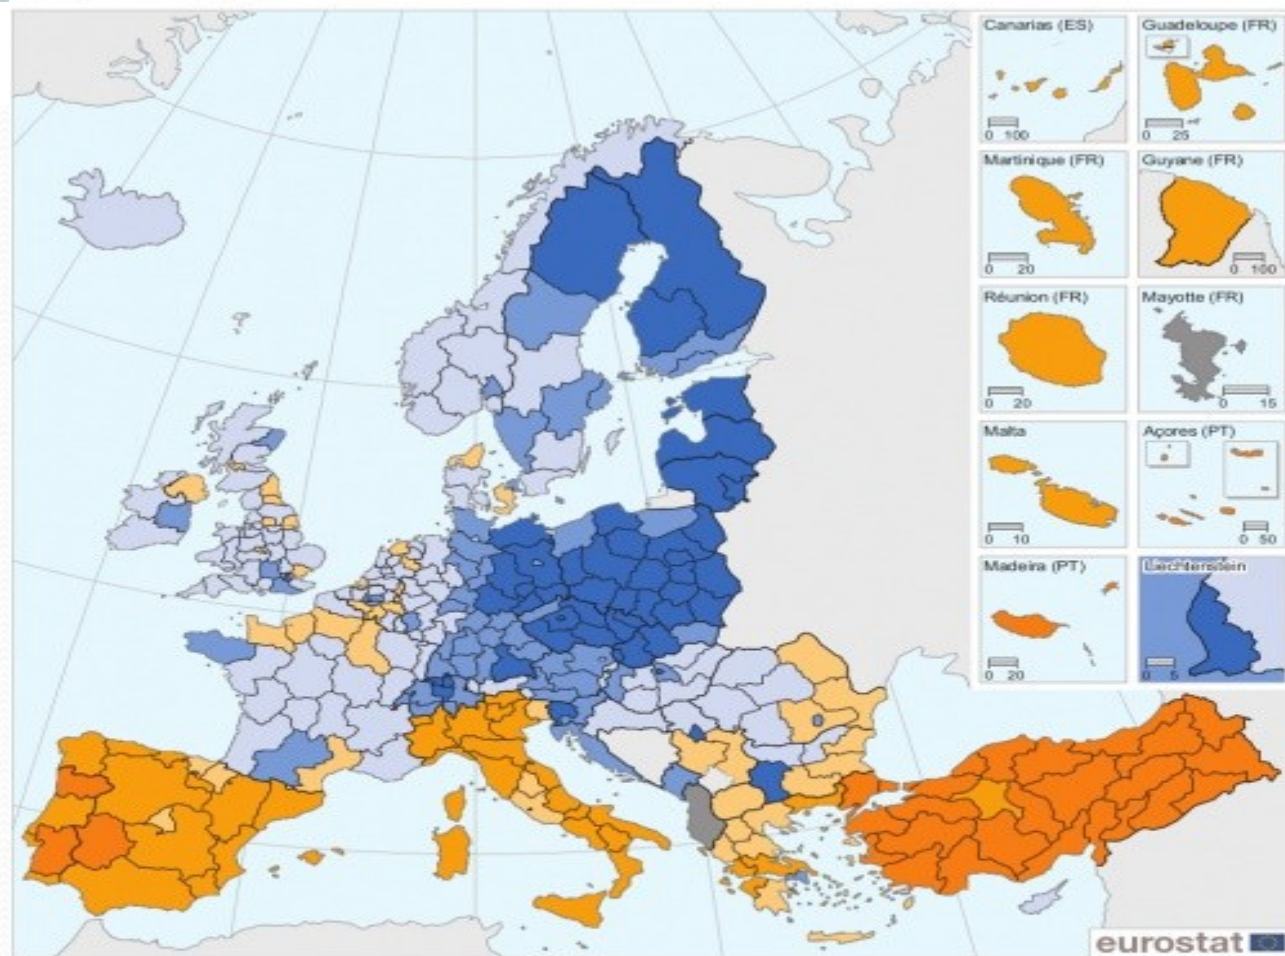 Canarias (ES)
0 100
Guadeloupe (FR)
0 25
Martinique (FR)
0 20
Guyane (FR)
0 100
Réunion (FR)
0 20
Mayotte (FR)
0 15
Malta
0 10
Açores (PT)
0 50
Madeira (PT)
0 20
Liechtenstein
0 5
eurostat